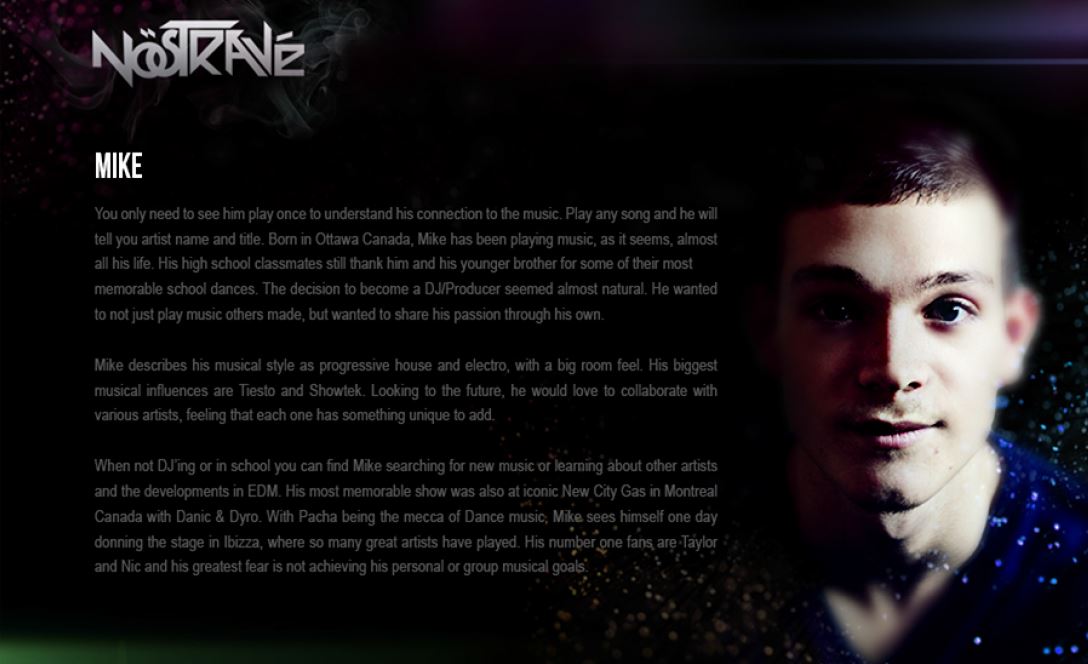 NÖSTRAVÉ
MIKE
You only need to see him play once to understand his connection to the music. Play any song and he will
tell you artist name and title. Born in Ottawa Canada, Mike has been playing music, as it seems, almost
all his life. His high school classmates still thank him and his younger brother for some of their most
memorable school dances. The decision to become a DJ/Producer seemed almost natural. He wanted
to not just play music others made, but wanted to share his passion through his own.
Mike describes his musical style as progressive house and electro, with a big room feel. His biggest
musical influences are Tiesto and Showtek. Looking to the future, he would love to collaborate with
various artists, feeling that each one has something unique to add.
When not DJ'ing or in school you can find Mike searching for new music or learning about other artists
and the developments in EDM. His most memorable show was also at iconic New City Gas in Montreal
Canada with Danic & Dyro. With Pacha being the mecca of Dance music, Mike sees himself one day
donning the stage in Ibizza, where so many great artists have played. His number one fans are Taylor
and Nic and his greatest fear is not achieving his personal or group musical goals.